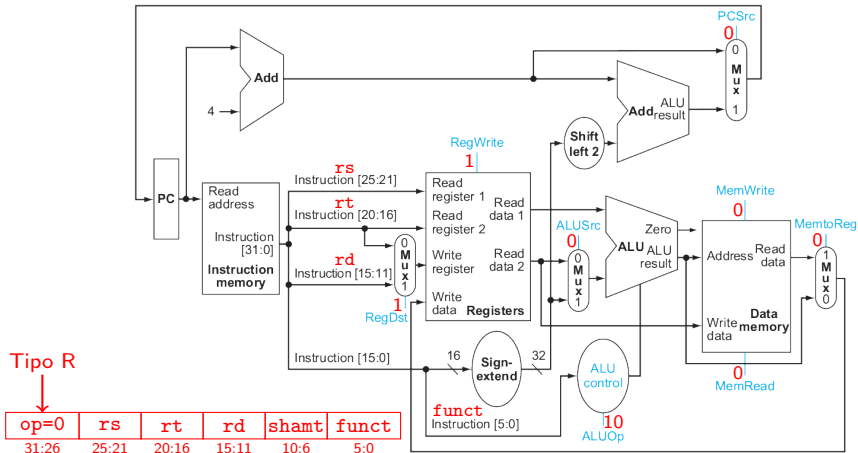 PCSrc
0
0
Mux
1
Add
4
Add ALU result
Shift left 2
RegWrite
1
rs
Instruction [25:21]
rt
Instruction [20:16]
rd
Instruction [15:11]
PC
Read address
Instruction [31:0]
Instruction memory
0
Mux
1
1
RegDst
Read register 1
Read data 1
Read register 2
Write register
Read data 2
Write data
Registers
ALUSrc
0
0
Mux
1
Zero
ALU
ALU result
MemWrite
0
Address
Read data
Write data
Data memory
0
MemRead
MemtoReg
0
1
Mux
0
Instruction [15:0]
16
Sign-extend
32
ALU control
funct
Instruction [5:0]
10
ALUOp
Tipo R
op=0 rs rt rd shamt funct
31:26 25:21 20:16 15:11 10:6 5:0